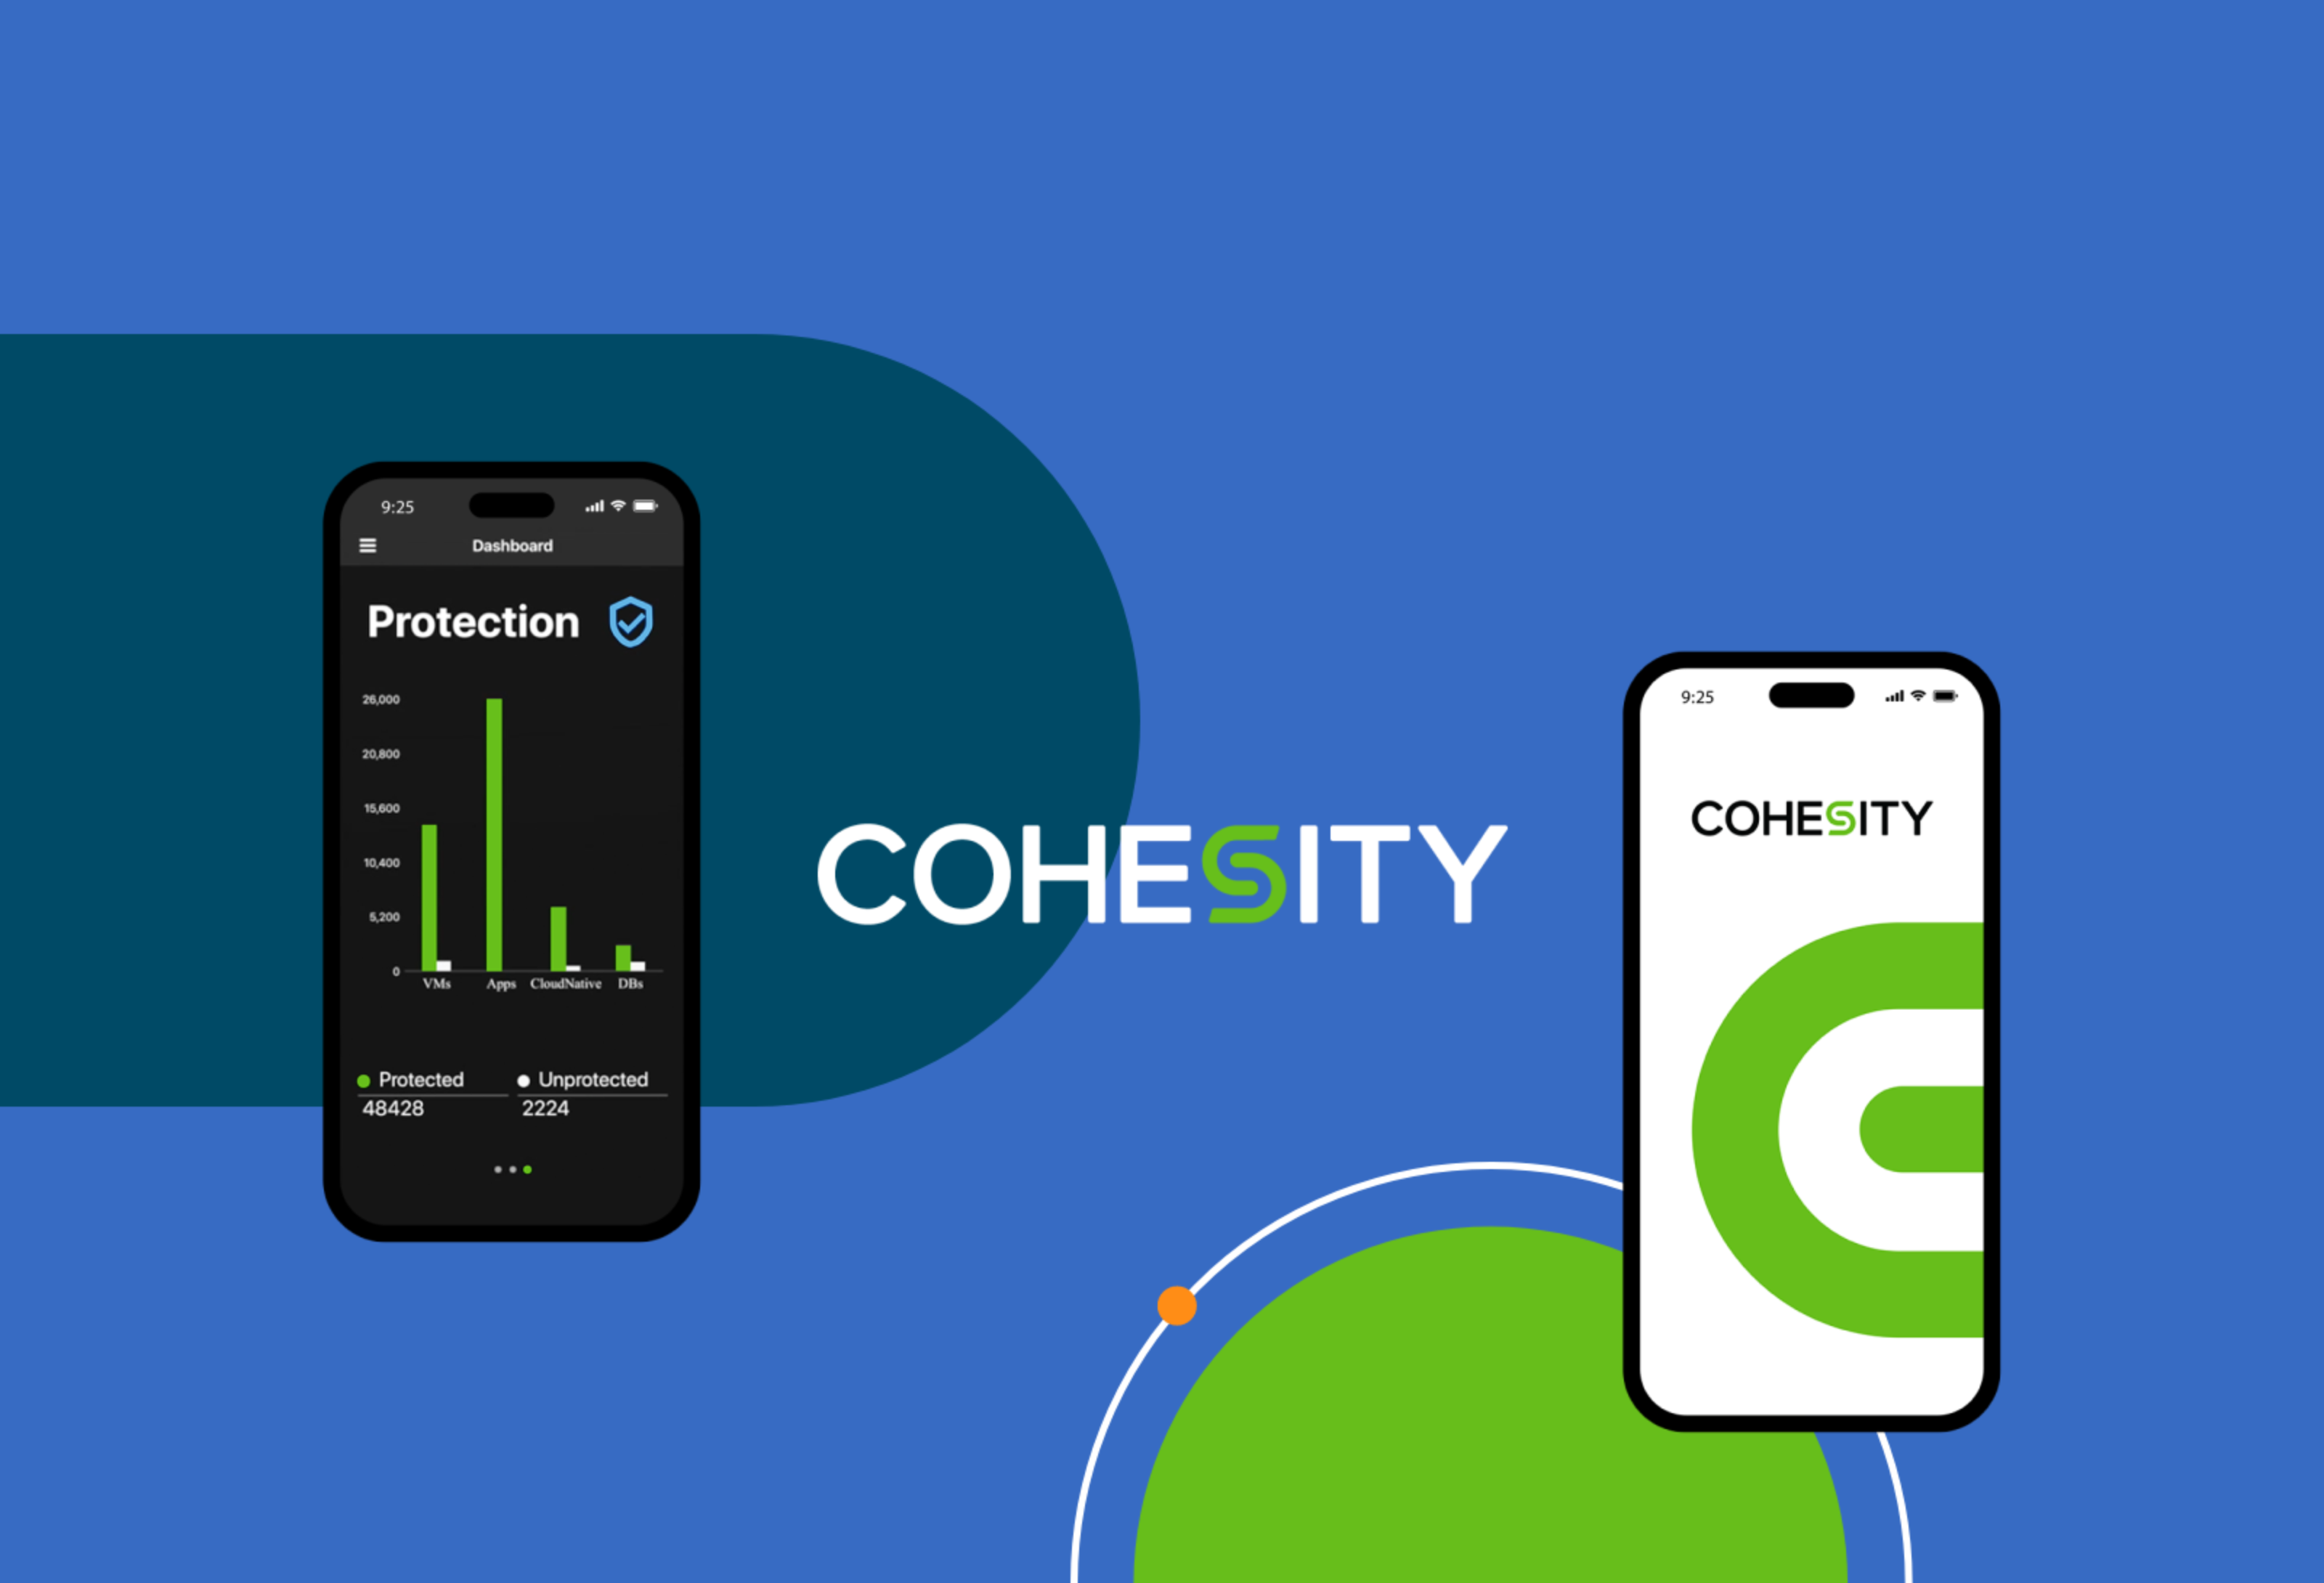 9:25
Dashboard
Protection
26,000
20,800
15,600
10,400
5,200
0
VMs Apps CloudNative DBs
Protected Unprotected
48428 2224
COHESITY
9:25
COHESITY